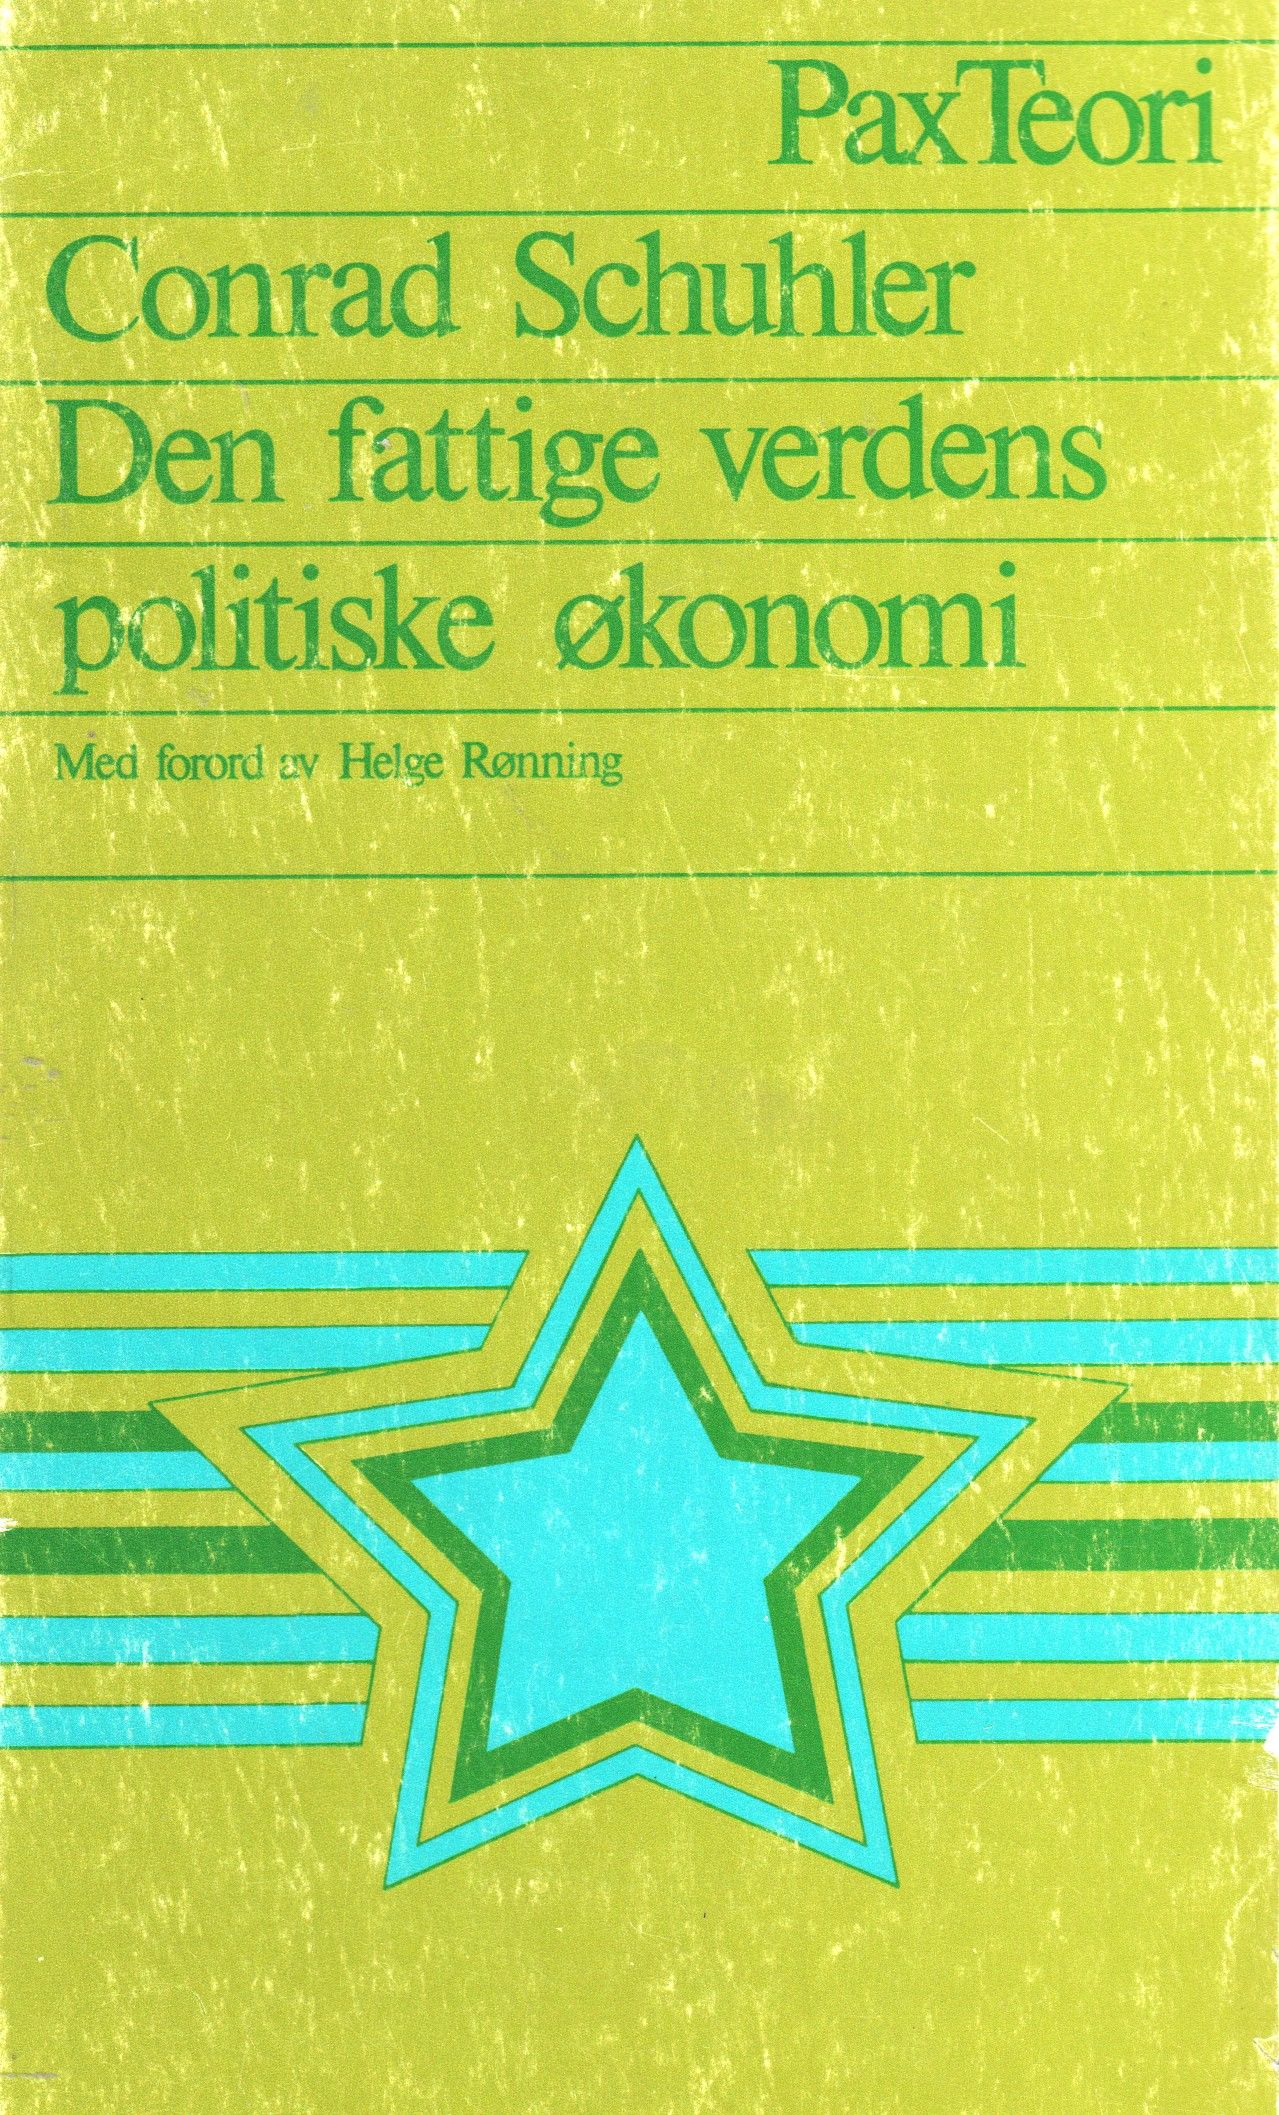 PaxTeori
Conrad Schuhler
Den fattige verdens
politiske økonomi
Med forord av Helge Rønning